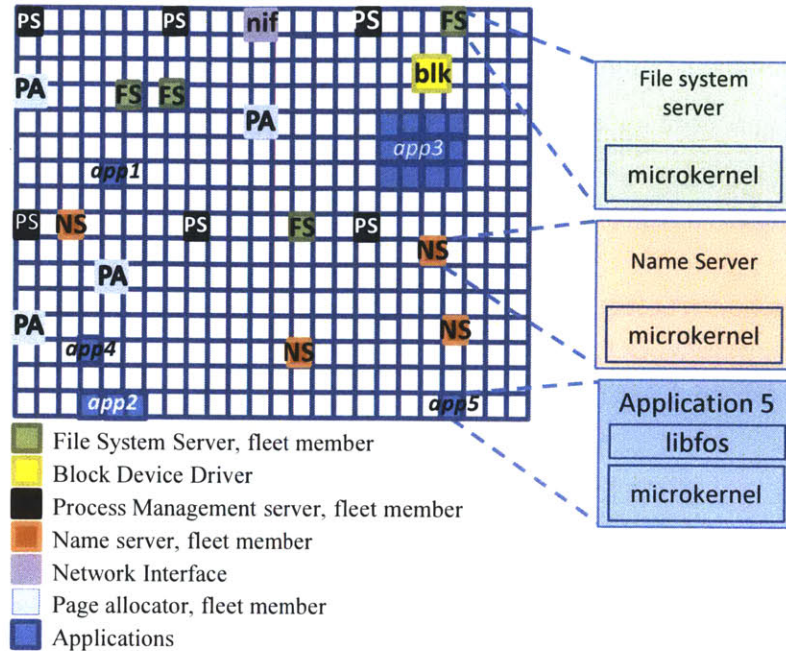 PS PS nif PS FS
blk
PA FS FS
PA
app3
app1
PS NS PS FS PS
NS
PA
PA
app4 NS NS
app2 app5
File system
server
microkernel
Name Server
microkernel
Application 5
libfos
microkernel
File System Server, fleet member
Block Device Driver
Process Management server, fleet member
Name server, fleet member
Network Interface
Page allocator, fleet member
Applications